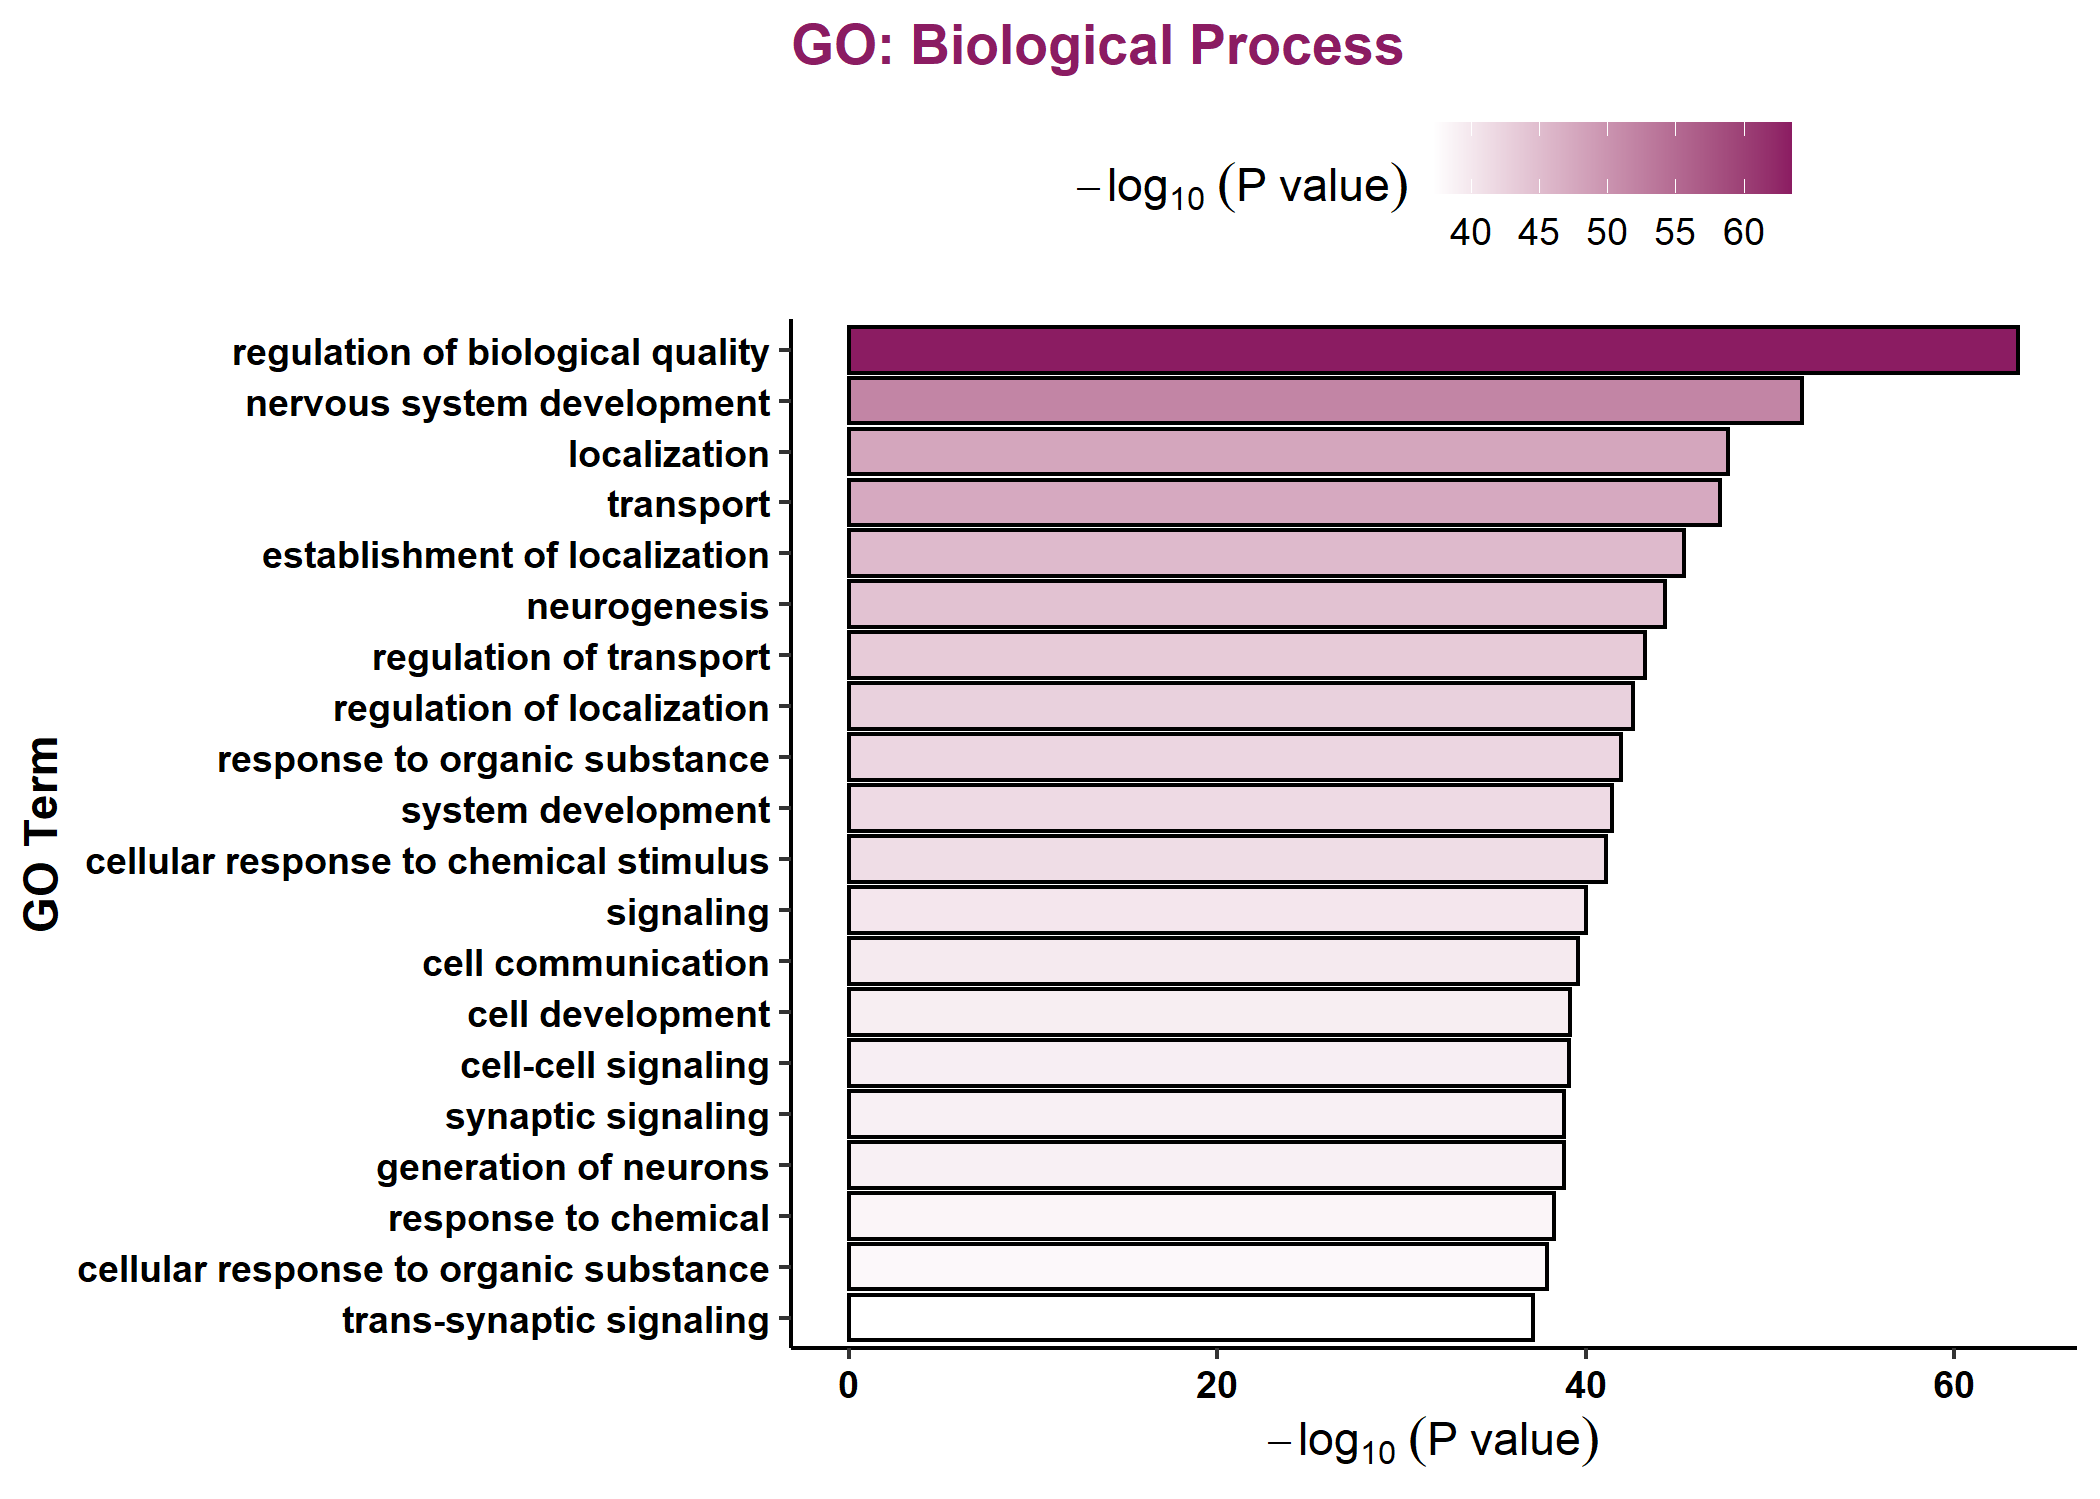 GO: Biological Process
−log10 (P value)
40 45 50 55 60
GO Term
regulation of biological quality
nervous system development
localization
transport
establishment of localization
neurogenesis
regulation of transport
regulation of localization
response to organic substance
system development
cellular response to chemical stimulus
signaling
cell communication
cell development
cell-cell signaling
synaptic signaling
generation of neurons
response to chemical
cellular response to organic substance
trans-synaptic signaling
0 20 40 60
−log10 (P value)